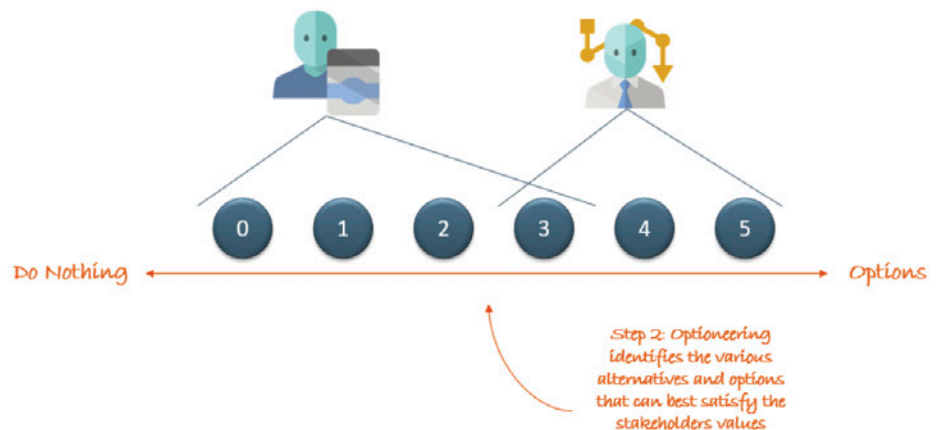 0 1 2 3 4 5
Do Nothing Options
Step 2: Optioneering
identifies the various
alternatives and options
that can best satisfy the
stakeholders values